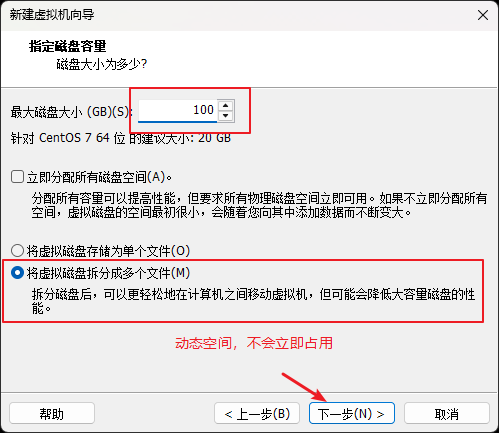 新建虚拟机向导
指定磁盘容量
磁盘大小为多少?
最大磁盘大小 (GB)(S): 100
针对 CentOS 7 64 位 的建议大小: 20 GB
立即分配所有磁盘空间(A)。
分配所有容量可以提高性能，但要求所有物理磁盘空间立即可用。如果不立即分配所有
空间，虚拟磁盘的空间最初很小，会随着您向其中添加数据而不断变大。
将虚拟磁盘存储为单个文件(O)
将虚拟磁盘拆分成多个文件(M)
拆分磁盘后，可以更轻松地在计算机之间移动虚拟机，但可能会降低大容量磁盘的性
能。
动态空间，不会立即占用
帮助 < 上一步(B) 下一步(N) > 取消